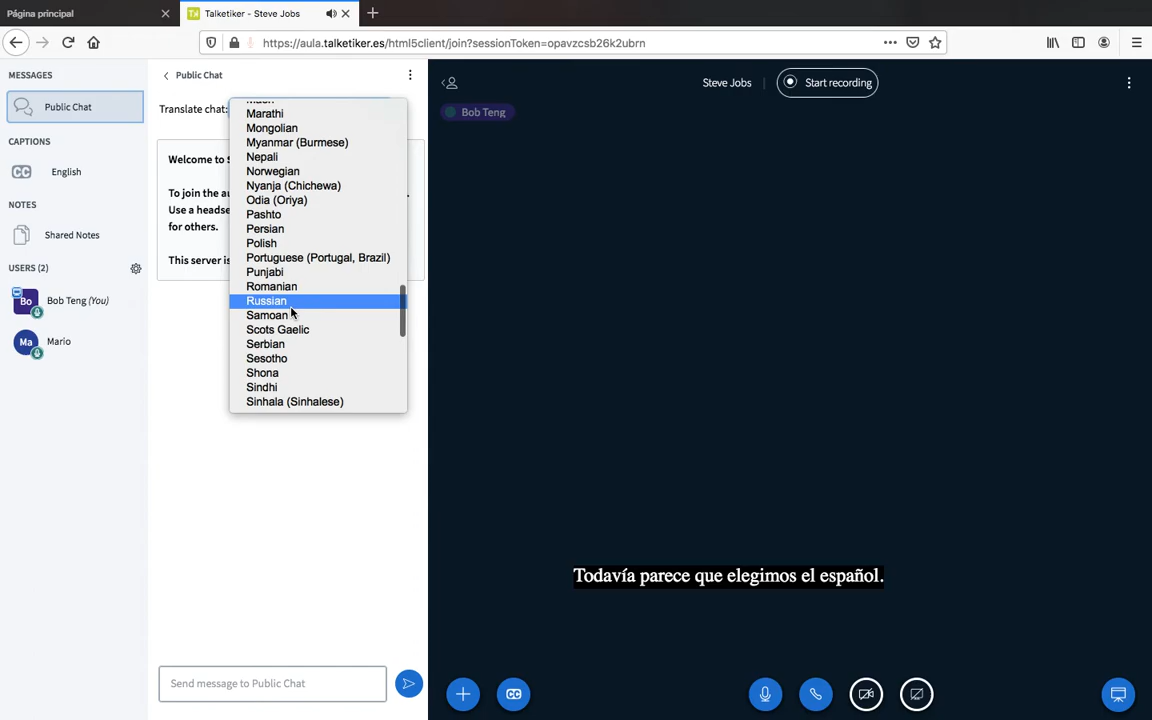 Página principal
Talketiker - Steve Jobs
https://aula.talketiker.es/html5client/join?sessionToken=opavzcsb26k2ubrn
MESSAGES
Public Chat
CAPTIONS
English
NOTES
Shared Notes
USERS (2)
Bo
Bob Teng (You)
Ma
Mario
Public Chat
Translate chat:
Welcome to S
To join the au
Use a headse
for others.
This server is
Marathi
Mongolian
Myanmar (Burmese)
Nepali
Norwegian
Nyanja (Chichewa)
Odia (Oriya)
Pashto
Persian
Polish
Portuguese (Portugal, Brazil)
Punjabi
Romanian
Russian
Samoan
Scots Gaelic
Serbian
Sesotho
Shona
Sindhi
Sinhala (Sinhalese)
Send message to Public Chat
Steve Jobs
Start recording
Bob Teng
Todavía parece que elegimos el español.
CC